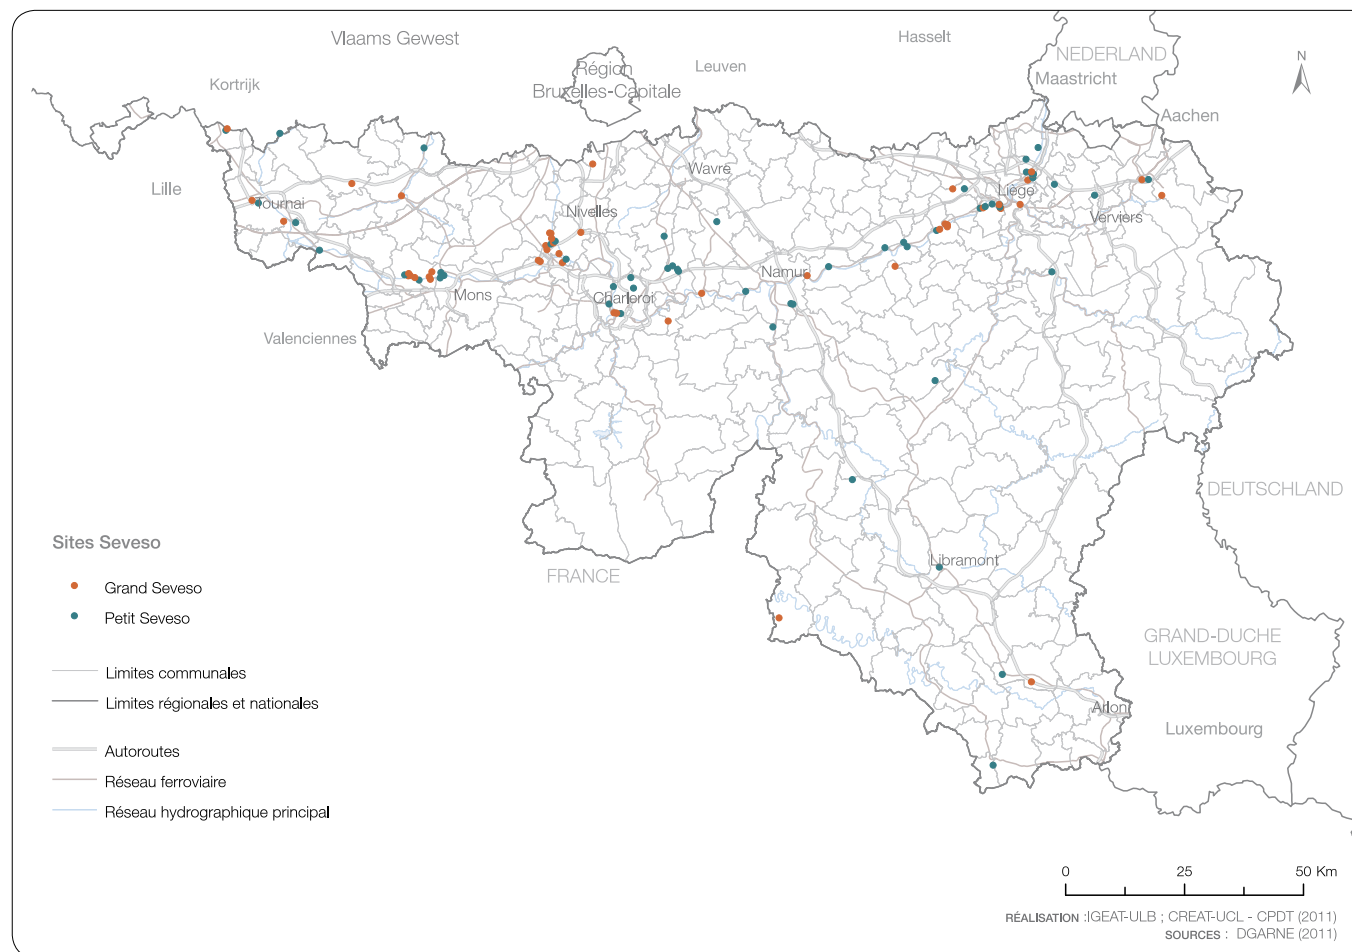 Vlaams Gewest
Hasselt
NEDERLAND
Maastricht
Leuven
Région
Bruxelles-Capitale
Kortrijk
N
Aachen
Lille
Wavre
Liège
Tournai
Nivelles
Verviers
Namur
Mons
Charleroi
Valenciennes
DEUTSCHLAND
Sites Seveso
Grand Seveso
Petit Seveso
FRANCE
Libramont
GRAND-DUCHE
LUXEMBOURG
Arlon
Luxembourg
Limites communales
Limites régionales et nationales
Autoroutes
Réseau ferroviaire
Réseau hydrographique principal
0 25 50 Km
RÉALISATION :IGEAT-ULB ; CREAT-UCL - CPDT (2011)
SOURCES : DGARNE (2011)